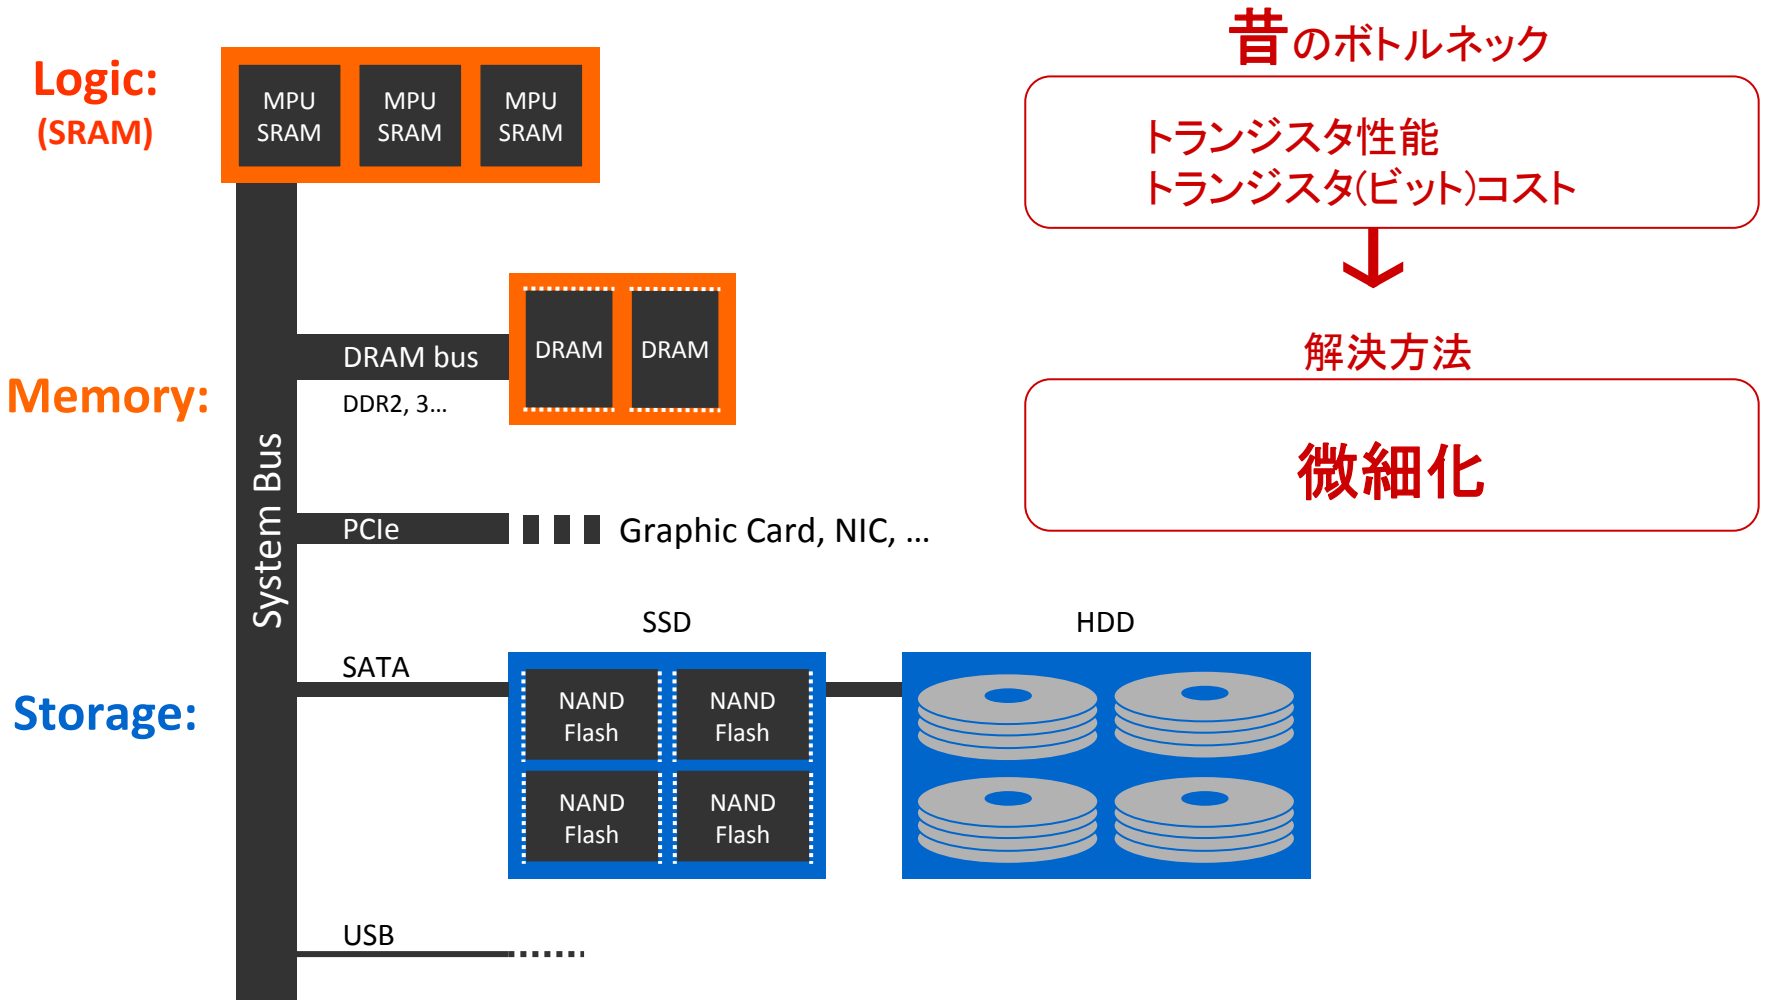 Logic:
(SRAM)
MPU
SRAM
MPU
SRAM
MPU
SRAM
Memory:
DRAM bus
DDR2, 3...
DRAM
DRAM
System Bus
PCIe
Graphic Card, NIC, ...
Storage:
SATA
SSD
NAND
Flash
NAND
Flash
NAND
Flash
NAND
Flash
HDD
USB
昔のボトルネック
トランジスタ性能
トランジスタ(ビット)コスト
解決方法
微細化